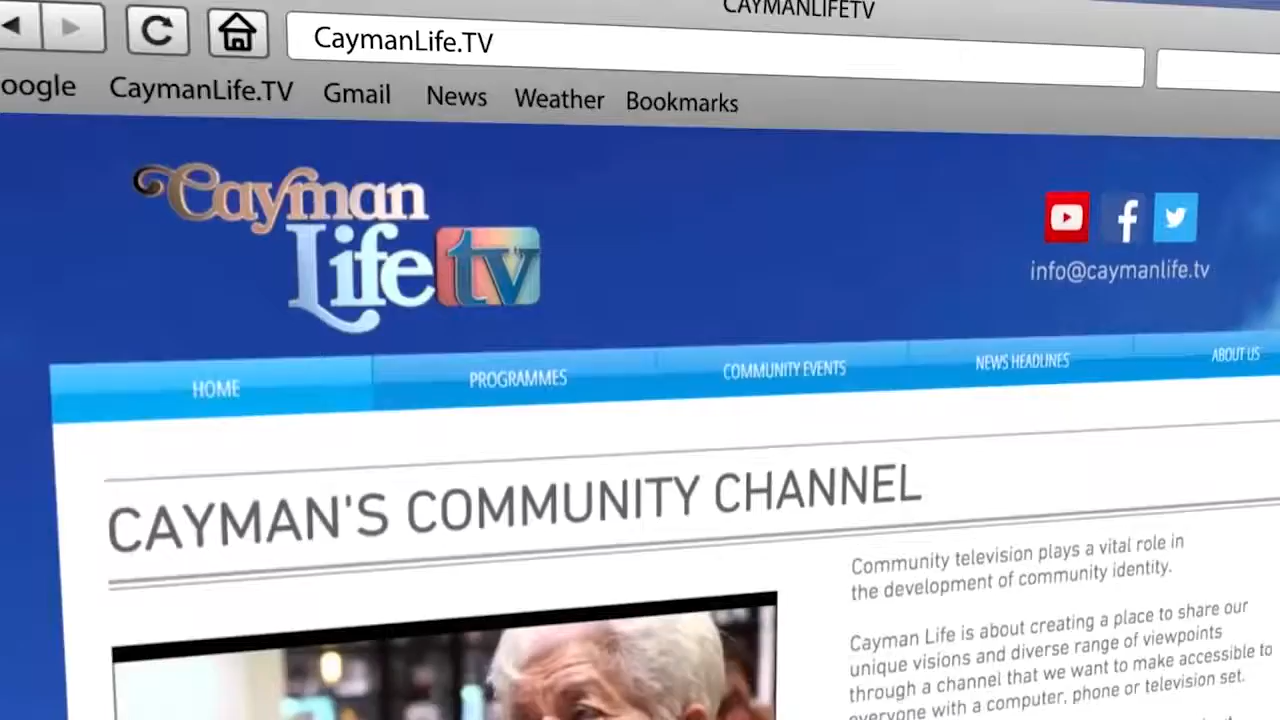 CAYMANLIFETV
CaymanLife.TV
oogle CaymanLife.TV Gmail News Weather Bookmarks
Cayman
Life tv
info@caymanlife.tv
HOME PROGRAMMES COMMUNITY EVENTS NEWS HEADLINES ABOUT US
CAYMAN'S COMMUNITY CHANNEL
Community television plays a vital role in
the development of community identity.
Cayman Life is about creating a place to share our
unique visions and diverse range of viewpoints
through a channel that we want to make accessible to
everyone with a computer, phone or television set.